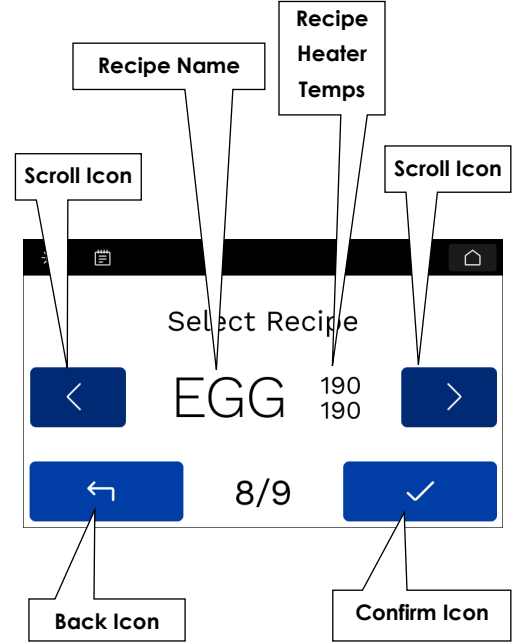 Recipe
Heater
Temps
Recipe Name
Scroll Icon
Scroll Icon
Select Recipe
EGG
190
190
8/9
Back Icon
Confirm Icon